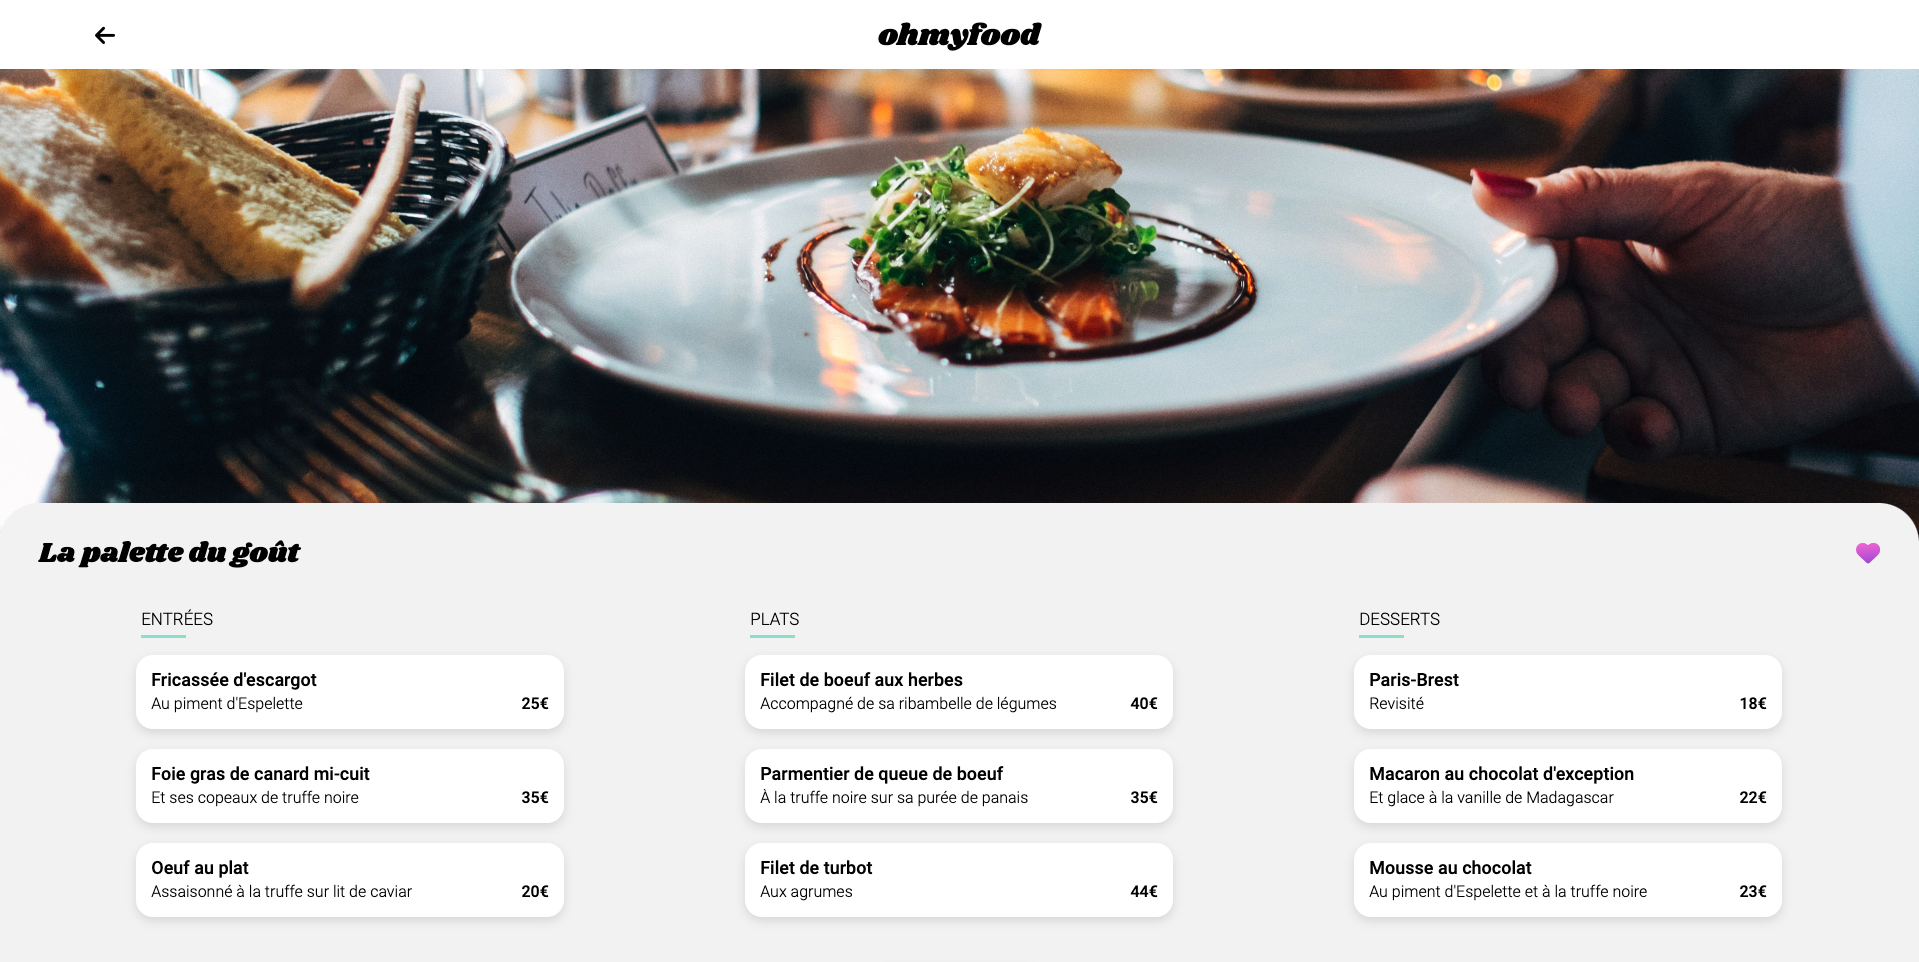 ohmyfood
La palette du goût
ENTRÉES
Fricassée d'escargot
Au piment d'Espelette
25€
Foie gras de canard mi-cuit
Et ses copeaux de truffe noire
35€
Oeuf au plat
Assaisonné à la truffe sur lit de caviar
20€
PLATS
Filet de boeuf aux herbes
Accompagné de sa ribambelle de légumes
40€
Parmentier de queue de boeuf
À la truffe noire sur sa purée de panais
35€
Filet de turbot
Aux agrumes
44€
DESSERTS
Paris-Brest
Revisité
18€
Macaron au chocolat d'exception
Et glace à la vanille de Madagascar
22€
Mousse au chocolat
Au piment d'Espelette et à la truffe noire
23€